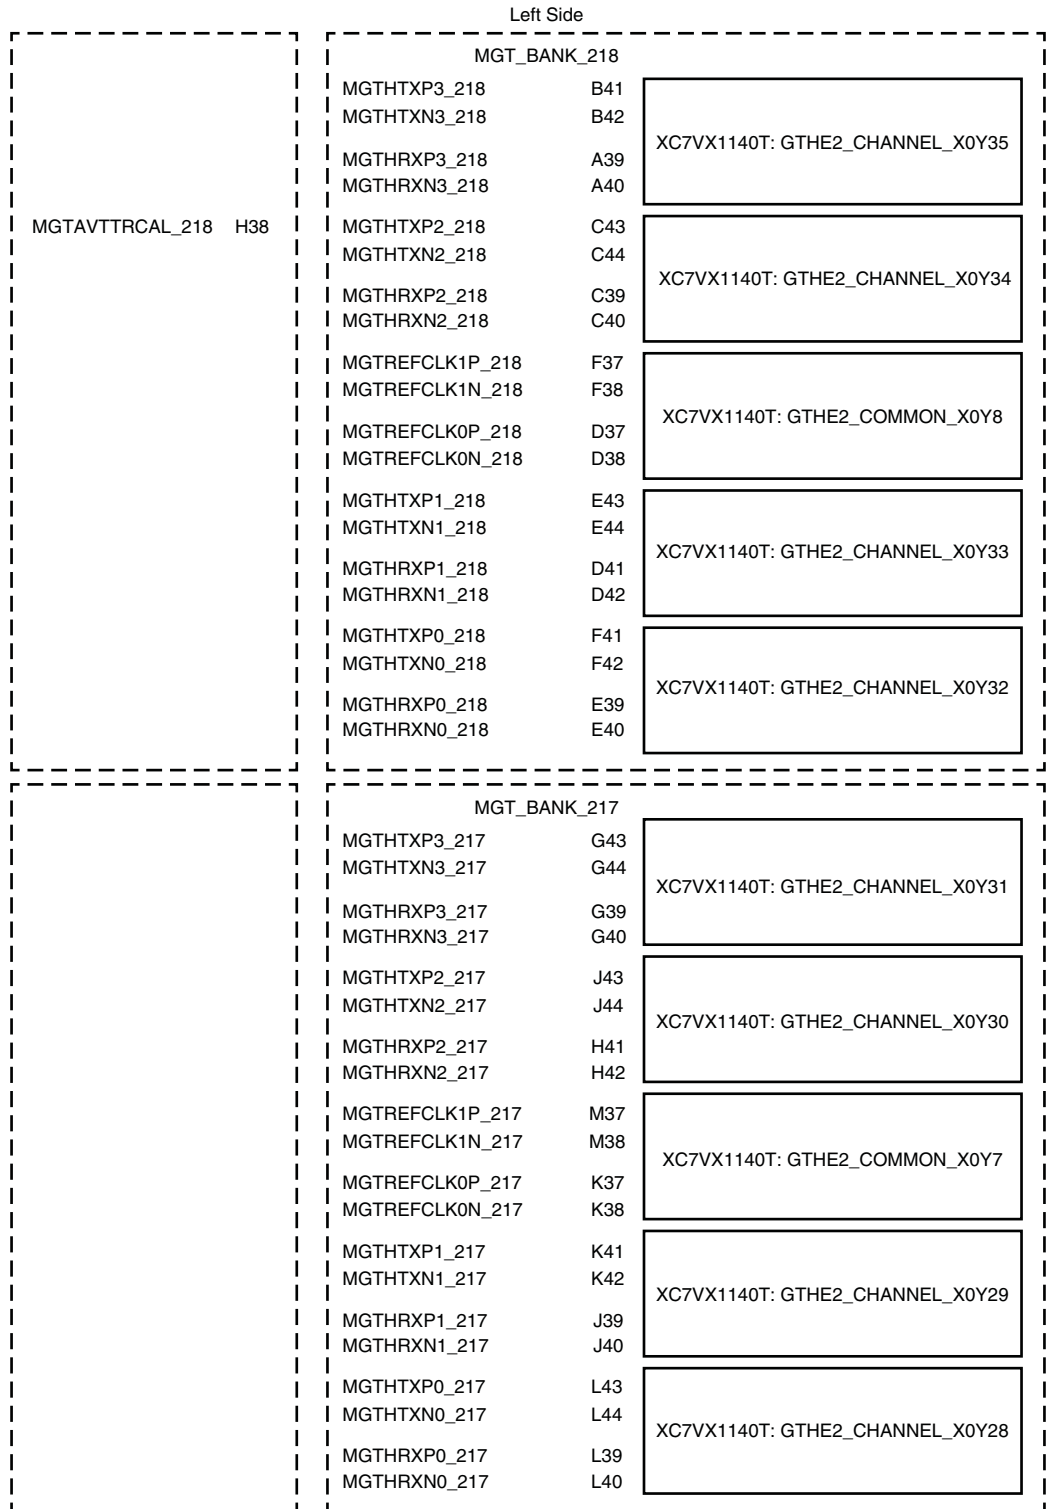 Left Side
MGT_BANK_218
MGTHTXP3_218 B41
MGTHTXN3_218 B42
XC7VX1140T: GTHE2_CHANNEL_X0Y35
MGTHRXP3_218 A39
MGTHRXN3_218 A40
MGTAVTTRCAL_218 H38
MGTHTXP2_218 C43
MGTHTXN2_218 C44
XC7VX1140T: GTHE2_CHANNEL_X0Y34
MGTHRXP2_218 C39
MGTHRXN2_218 C40
MGTREFCLK1P_218 F37
MGTREFCLK1N_218 F38
XC7VX1140T: GTHE2_COMMON_X0Y8
MGTREFCLK0P_218 D37
MGTREFCLK0N_218 D38
MGTHTXP1_218 E43
MGTHTXN1_218 E44
XC7VX1140T: GTHE2_CHANNEL_X0Y33
MGTHRXP1_218 D41
MGTHRXN1_218 D42
MGTHTXP0_218 F41
MGTHTXN0_218 F42
XC7VX1140T: GTHE2_CHANNEL_X0Y32
MGTHRXP0_218 E39
MGTHRXN0_218 E40
MGT_BANK_217
MGTHTXP3_217 G43
MGTHTXN3_217 G44
XC7VX1140T: GTHE2_CHANNEL_X0Y31
MGTHRXP3_217 G39
MGTHRXN3_217 G40
MGTHTXP2_217 J43
MGTHTXN2_217 J44
XC7VX1140T: GTHE2_CHANNEL_X0Y30
MGTHRXP2_217 H41
MGTHRXN2_217 H42
MGTREFCLK1P_217 M37
MGTREFCLK1N_217 M38
XC7VX1140T: GTHE2_COMMON_X0Y7
MGTREFCLK0P_217 K37
MGTREFCLK0N_217 K38
MGTHTXP1_217 K41
MGTHTXN1_217 K42
XC7VX1140T: GTHE2_CHANNEL_X0Y29
MGTHRXP1_217 J39
MGTHRXN1_217 J40
MGTHTXP0_217 L43
MGTHTXN0_217 L44
XC7VX1140T: GTHE2_CHANNEL_X0Y28
MGTHRXP0_217 L39
MGTHRXN0_217 L40